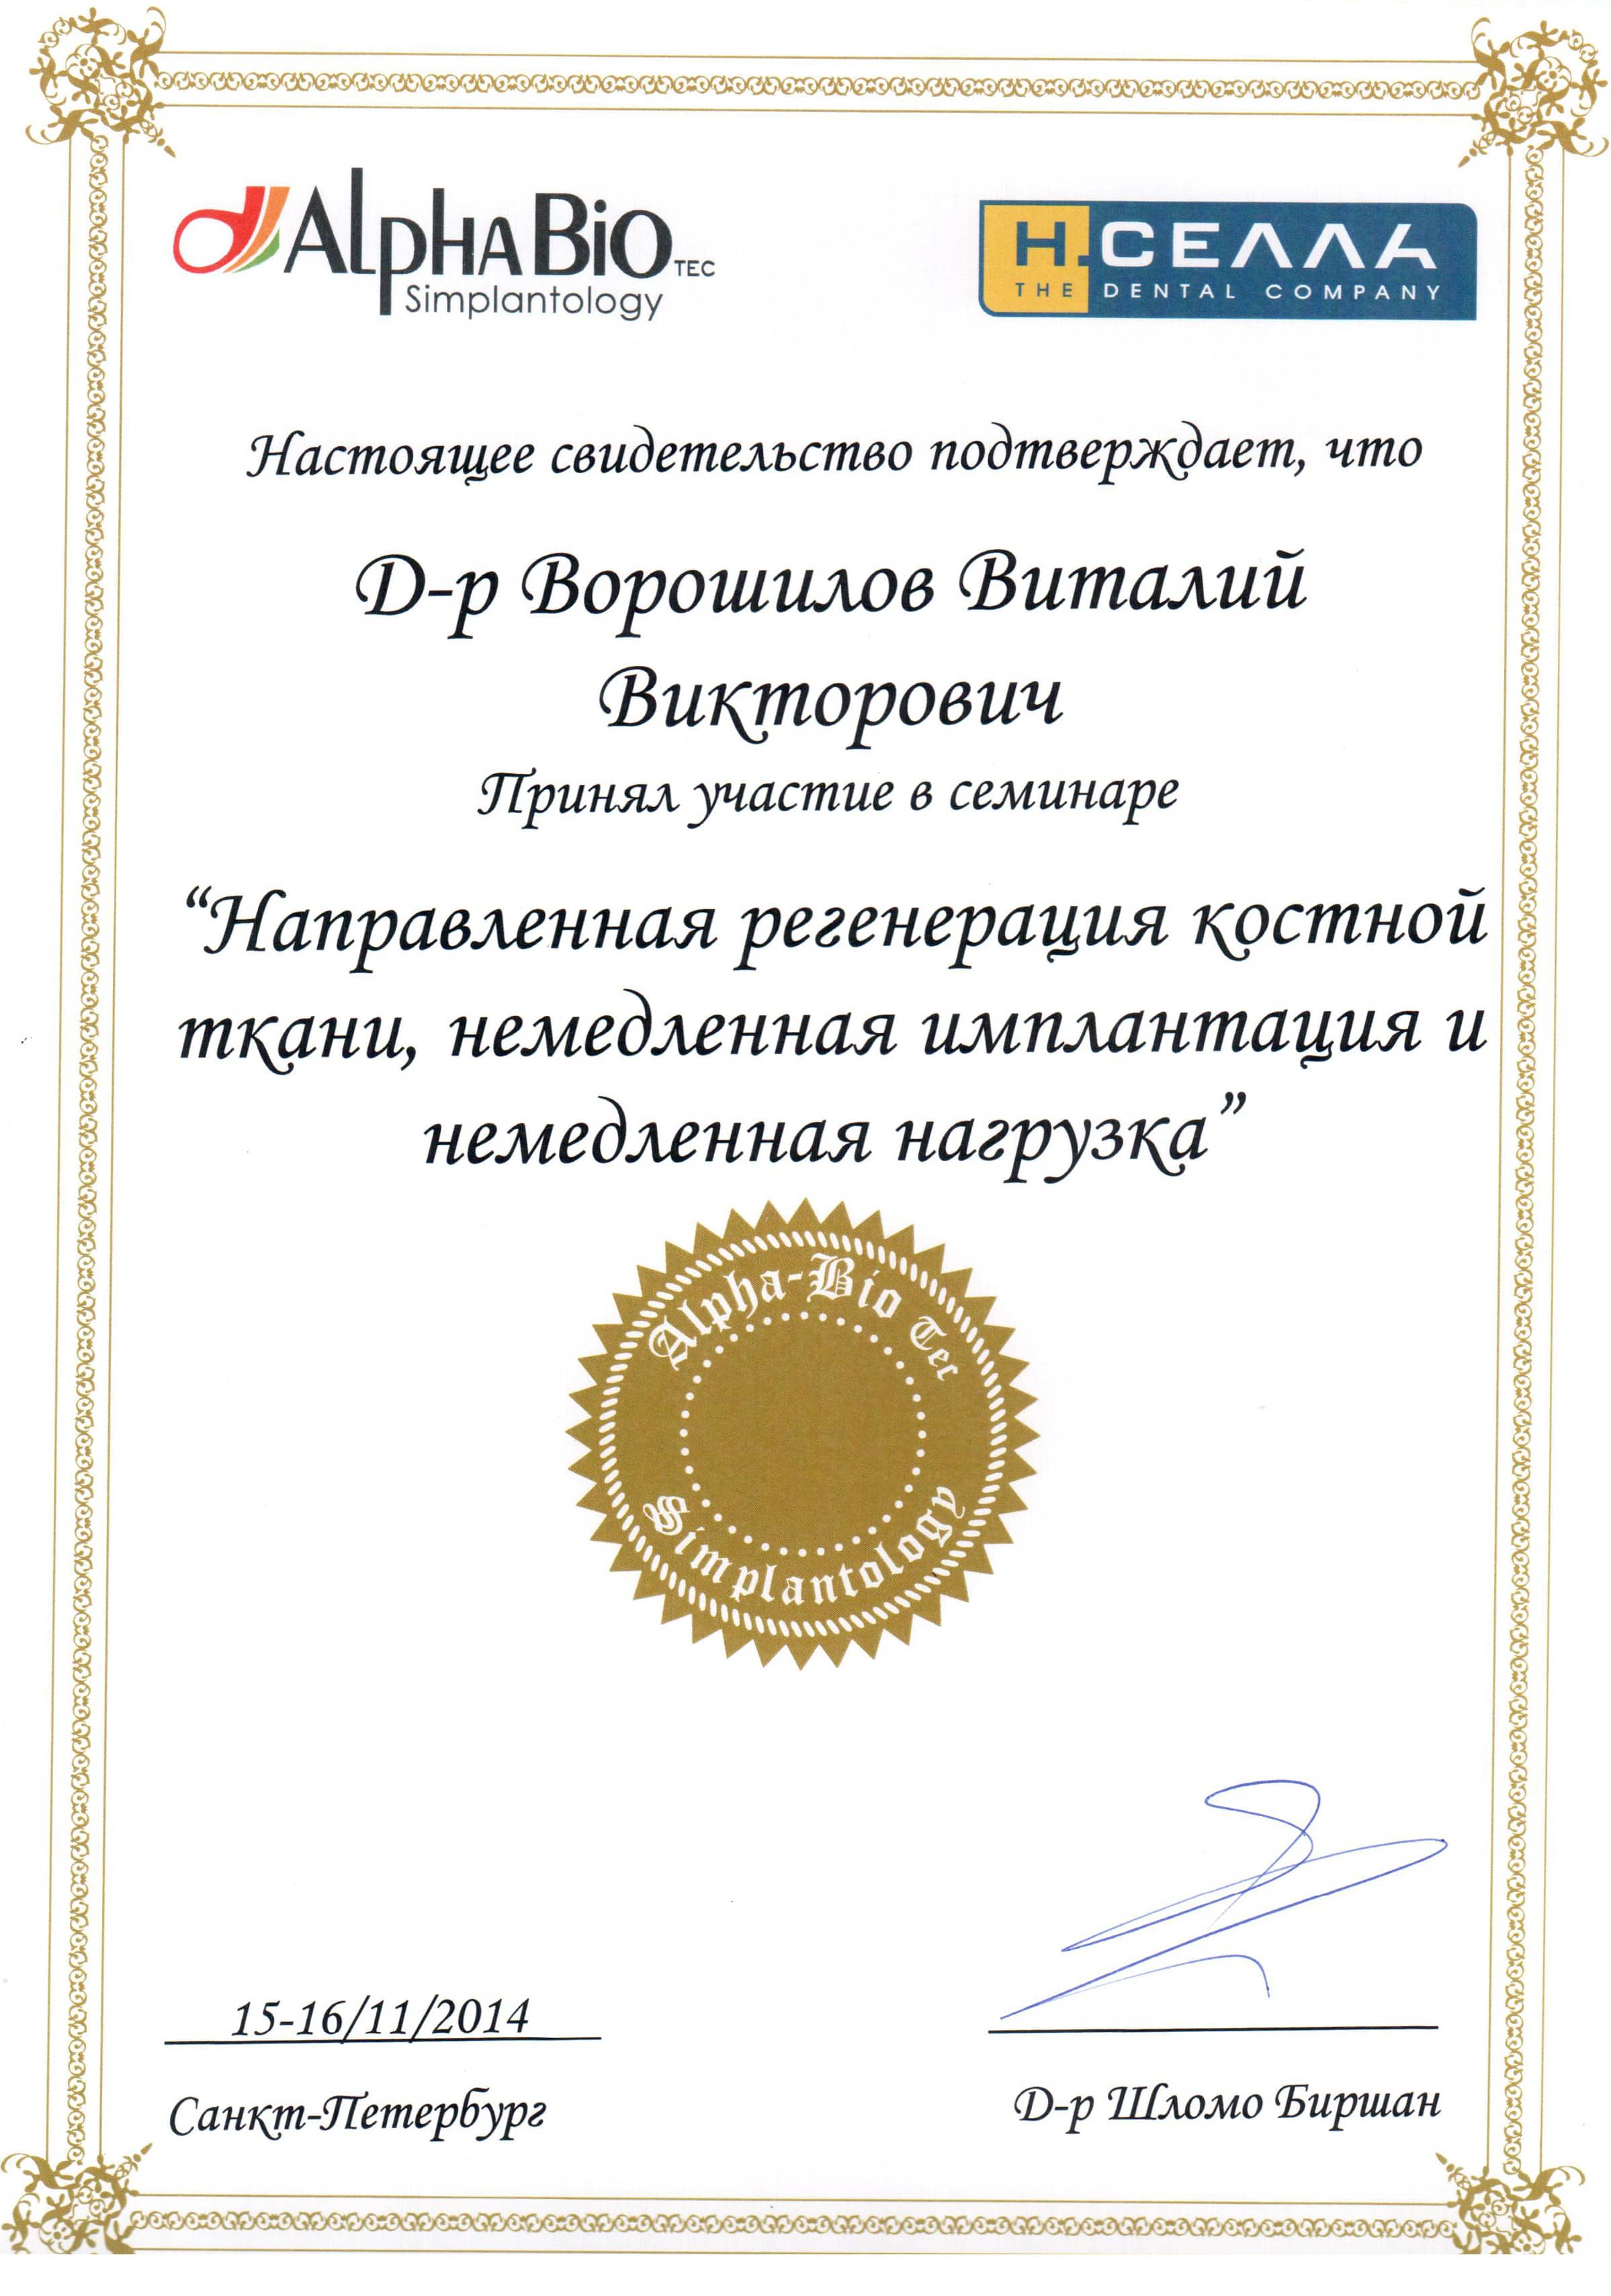 AlphaBio TEC
Simplantology
Н.СЕЛЛА
THE DENTAL COMPANY
Настоящее свидетельство подтверждает, что
Д-р Ворошилов Виталий
Викторович
Принял участие в семинаре
“Направленная регенерация костной
ткани, немедленная имплантация и
немедленная нагрузка”
Alpha-Bio Tec
Simplantology
15-16/11/2014
Санкт-Петербург
Д-р Шломо Биршан